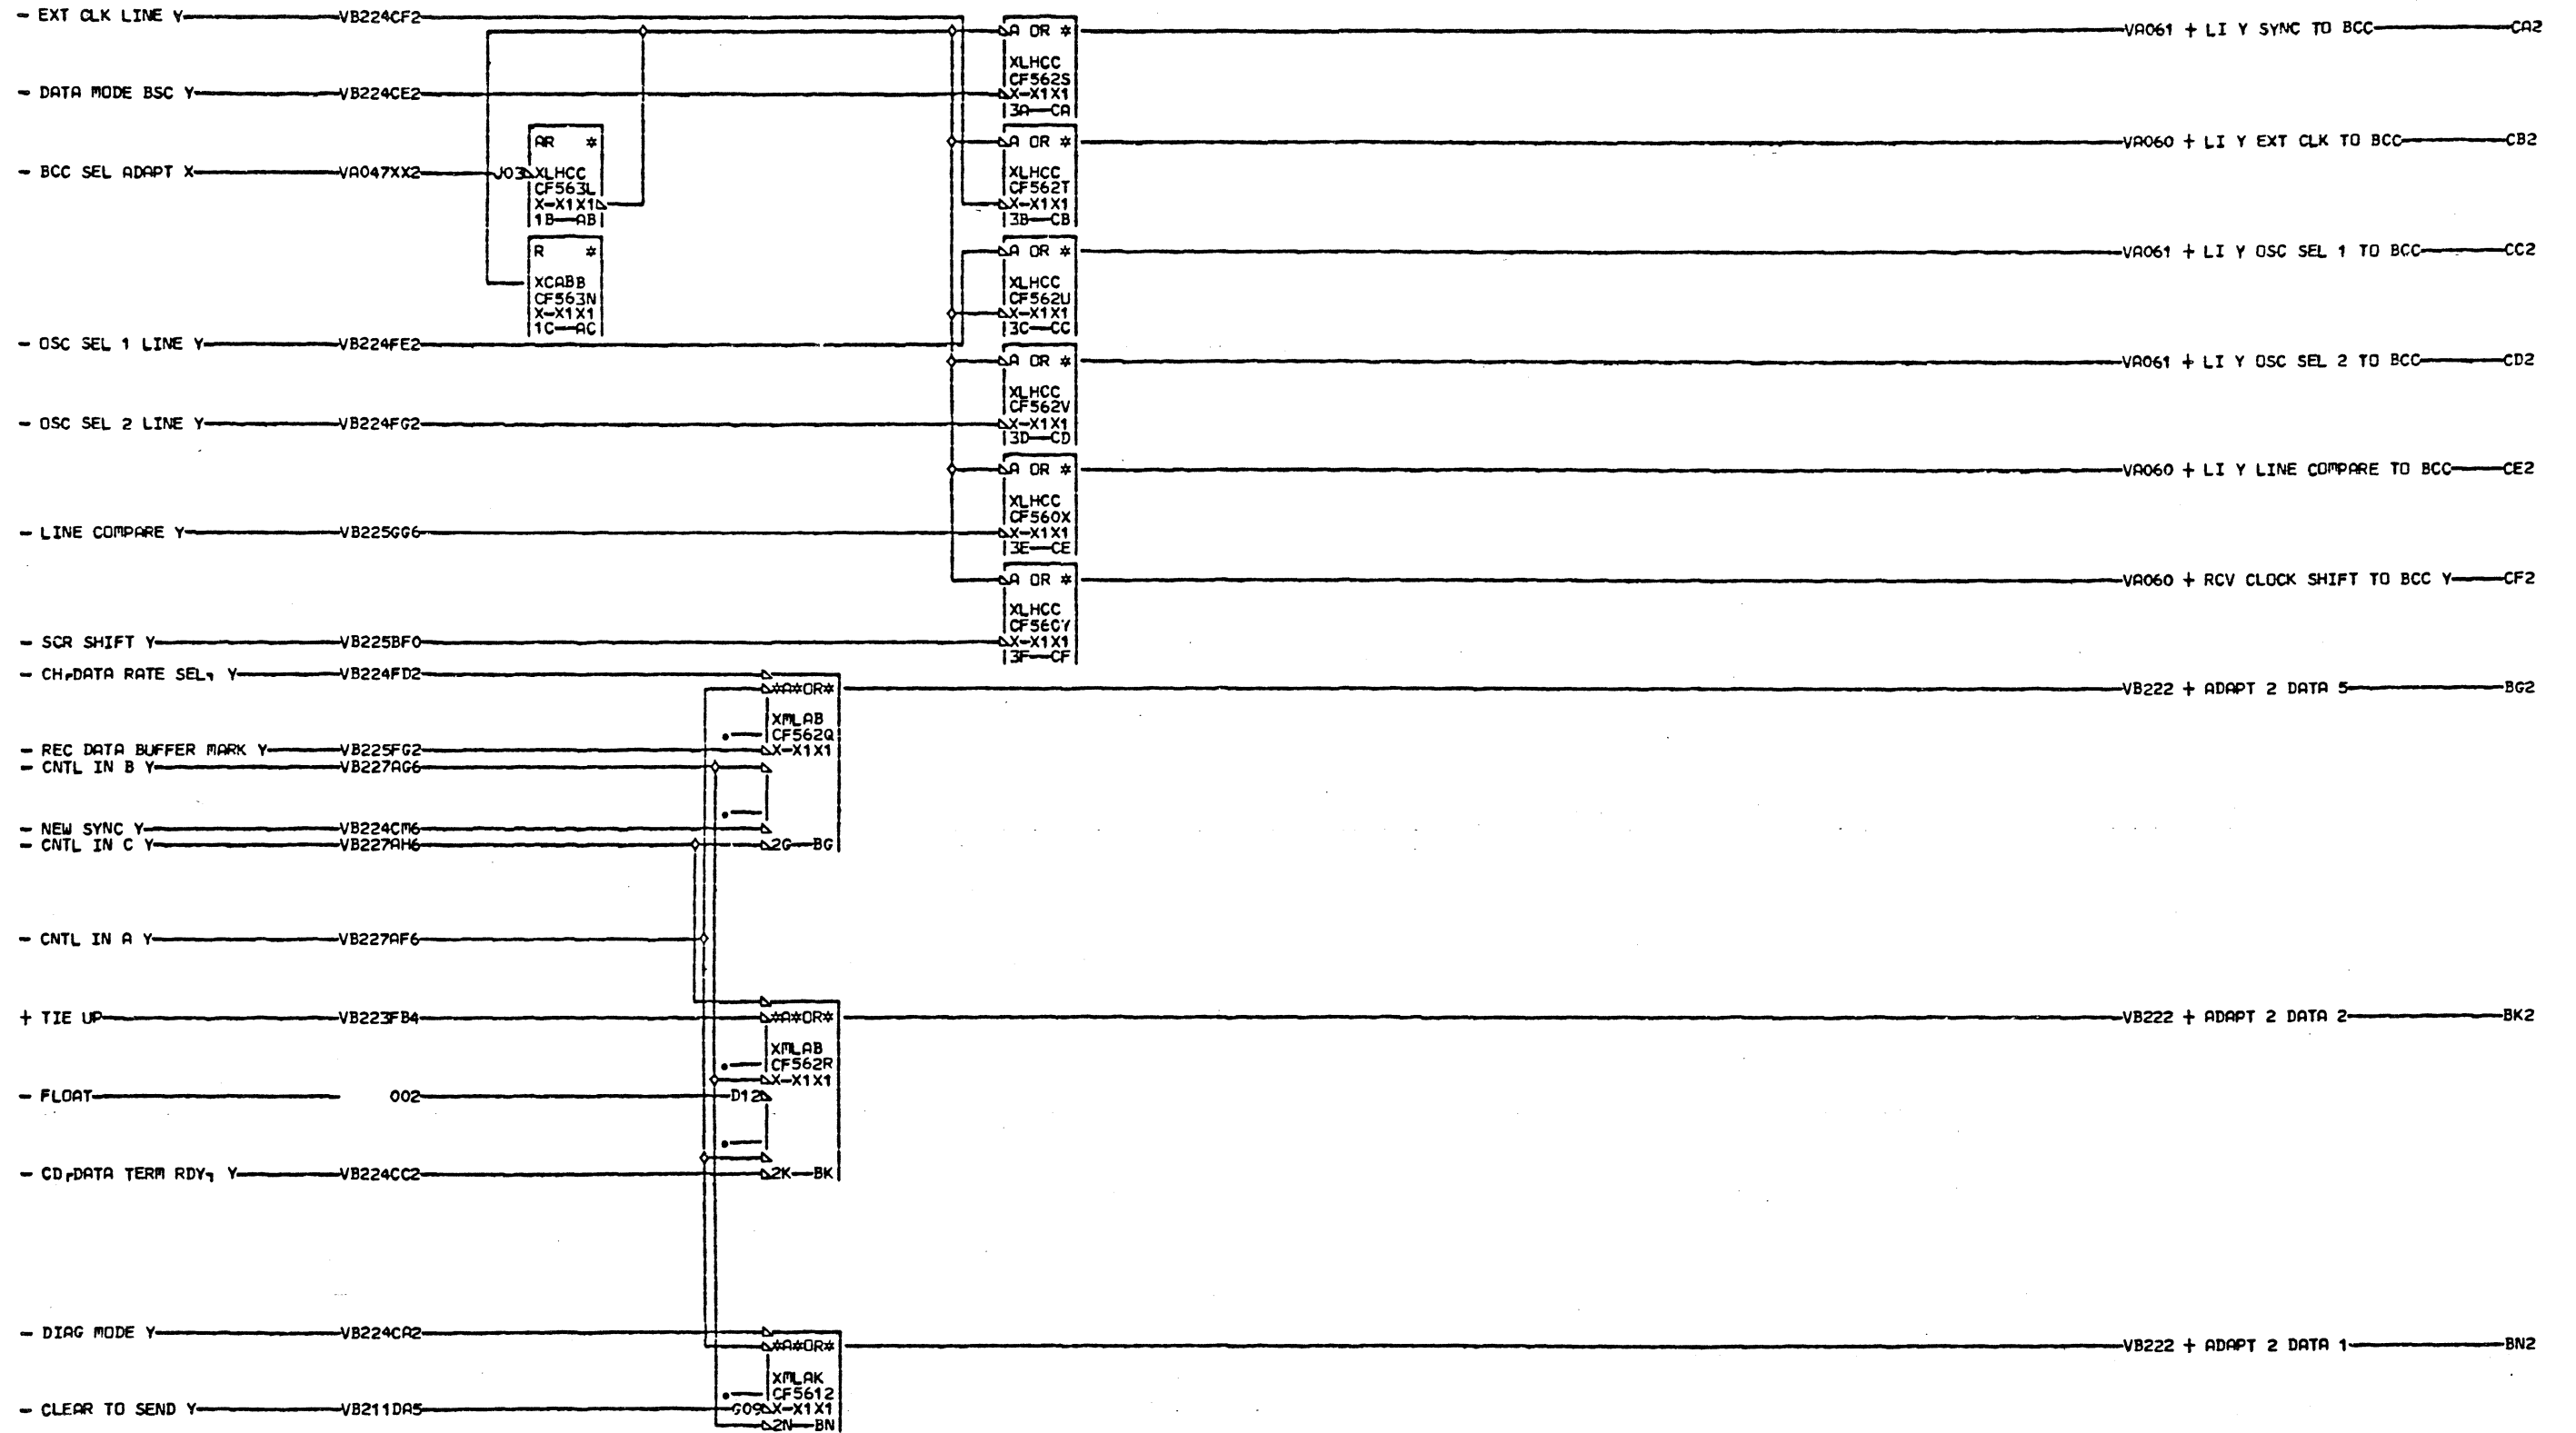 - EXT CLK LINE Y VB224CF2
A OR * VA061 + LI Y SYNC TO BCC CA2
XLHCC
CF562S
- DATA MODE BSC Y VB224CE2 X-X1X1
3A CA
AR * A OR * VA060 + LI Y EXT CLK TO BCC CB2
- BCC SEL ADAPT X VA047XX2 J03 XLHCC XLHCC
CF563L CF562T
X-X1X1 X-X1X1
1B AB 3B CB
R * A OR * VA061 + LI Y OSC SEL 1 TO BCC CC2
XCABB XLHCC
CF563N CF562U
X-X1X1 X-X1X1
1C AC 3C CC
- OSC SEL 1 LINE Y VB224FE2
A OR * VA061 + LI Y OSC SEL 2 TO BCC CD2
XLHCC
CF562V
- OSC SEL 2 LINE Y VB224FG2 X-X1X1
3D CD
A OR * VA060 + LI Y LINE COMPARE TO BCC CE2
XLHCC
CF560X
- LINE COMPARE Y VB225GG6 X-X1X1
3E CE
A OR * VA060 + RCV CLOCK SHIFT TO BCC Y CF2
XLHCC
- SCR SHIFT Y VB225BF0 X-X1X1
3F CF
- CH┌DATA RATE SEL┐ Y VB224FD2
*A*OR* VB222 + ADAPT 2 DATA 5 BG2
XMLAB
CF562Q
- REC DATA BUFFER MARK Y VB225FG2 X-X1X1
- CNTL IN B Y VB227AG6
- NEW SYNC Y VB224CM6
- CNTL IN C Y VB227AH6 2G BG
- CNTL IN A Y VB227AF6
+ TIE UP VB223FB4 *A*OR* VB222 + ADAPT 2 DATA 2 BK2
XMLAB
CF562R
X-X1X1
- FLOAT 002 D12
- CD┌DATA TERM RDY┐ Y VB224CC2 2K BK
- DIAG MODE Y VB224CA2
*A*OR* VB222 + ADAPT 2 DATA 1 BN2
XMLAK
CF5612
- CLEAR TO SEND Y VB211DA5 G09 X-X1X1
2N BN